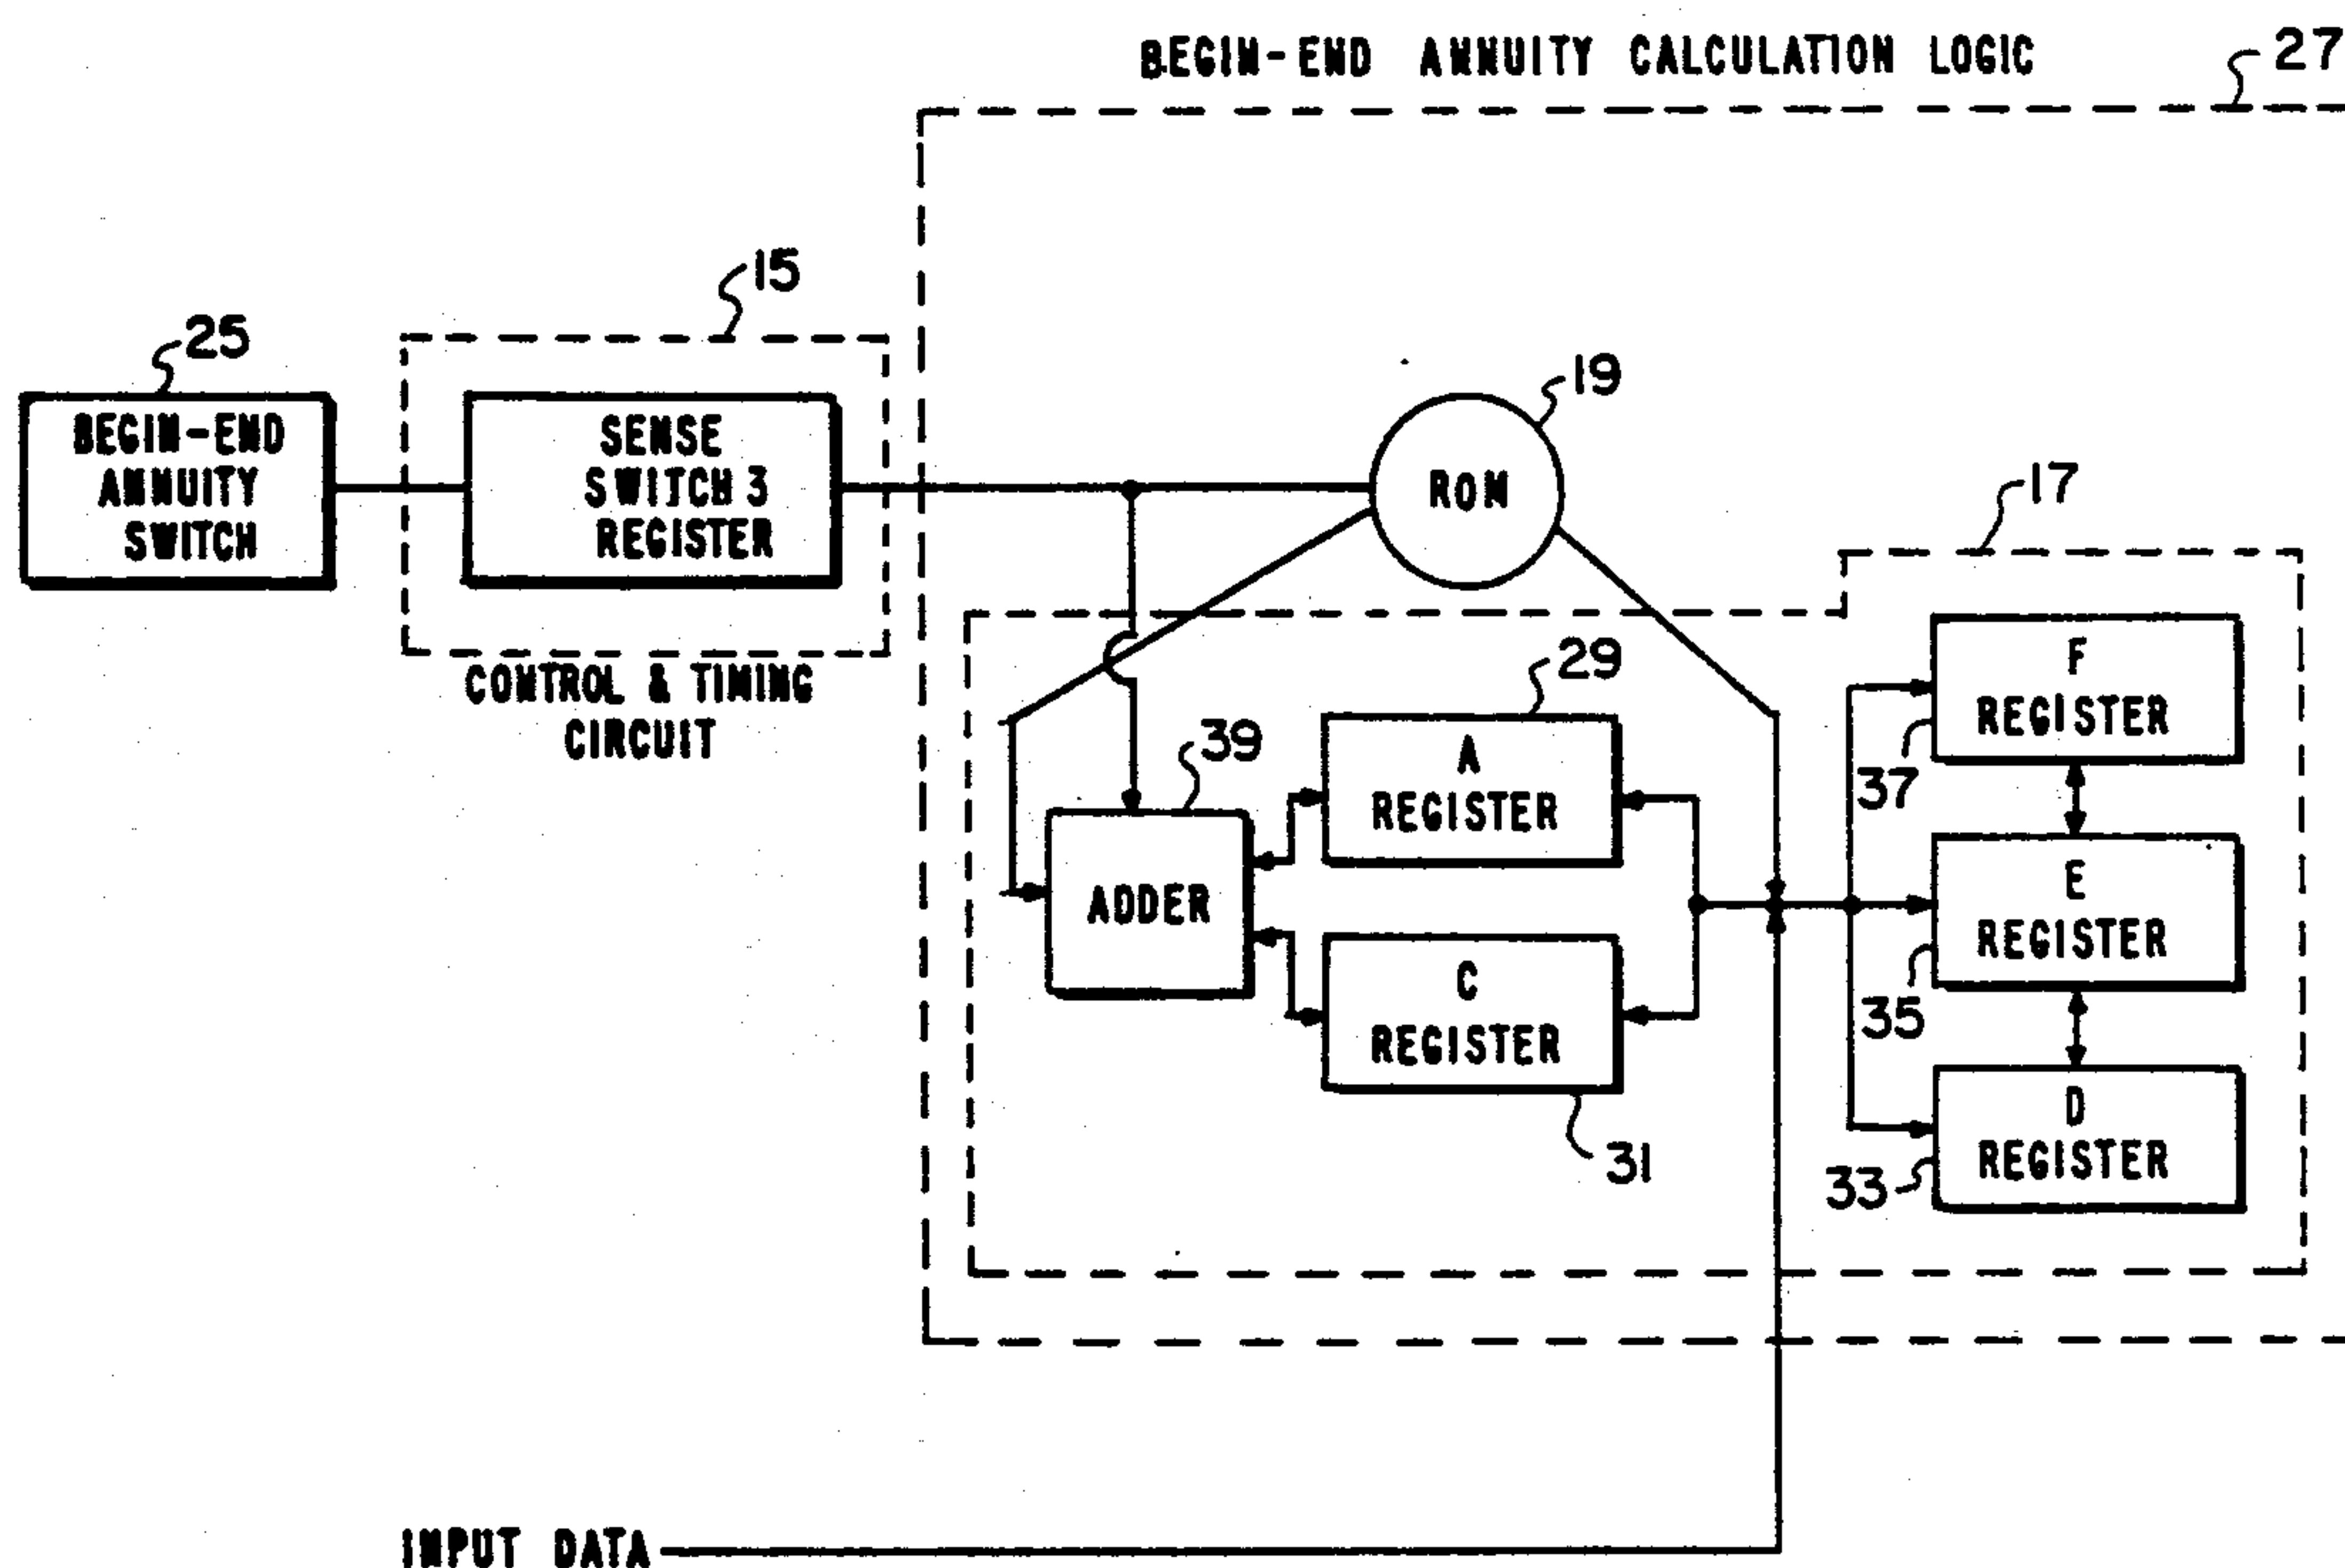 BEGIN-END ANNUITY CALCULATION LOGIC
27
15
25
BEGIN-END
ANNUITY
SWITCH
SENSE
SWITCH 3
REGISTER
CONTROL & TIMING
CIRCUIT
19
ROM
17
29
39
A
REGISTER
F
REGISTER
37
ADDER
E
REGISTER
35
C
REGISTER
31
D
REGISTER
33
INPUT DATA